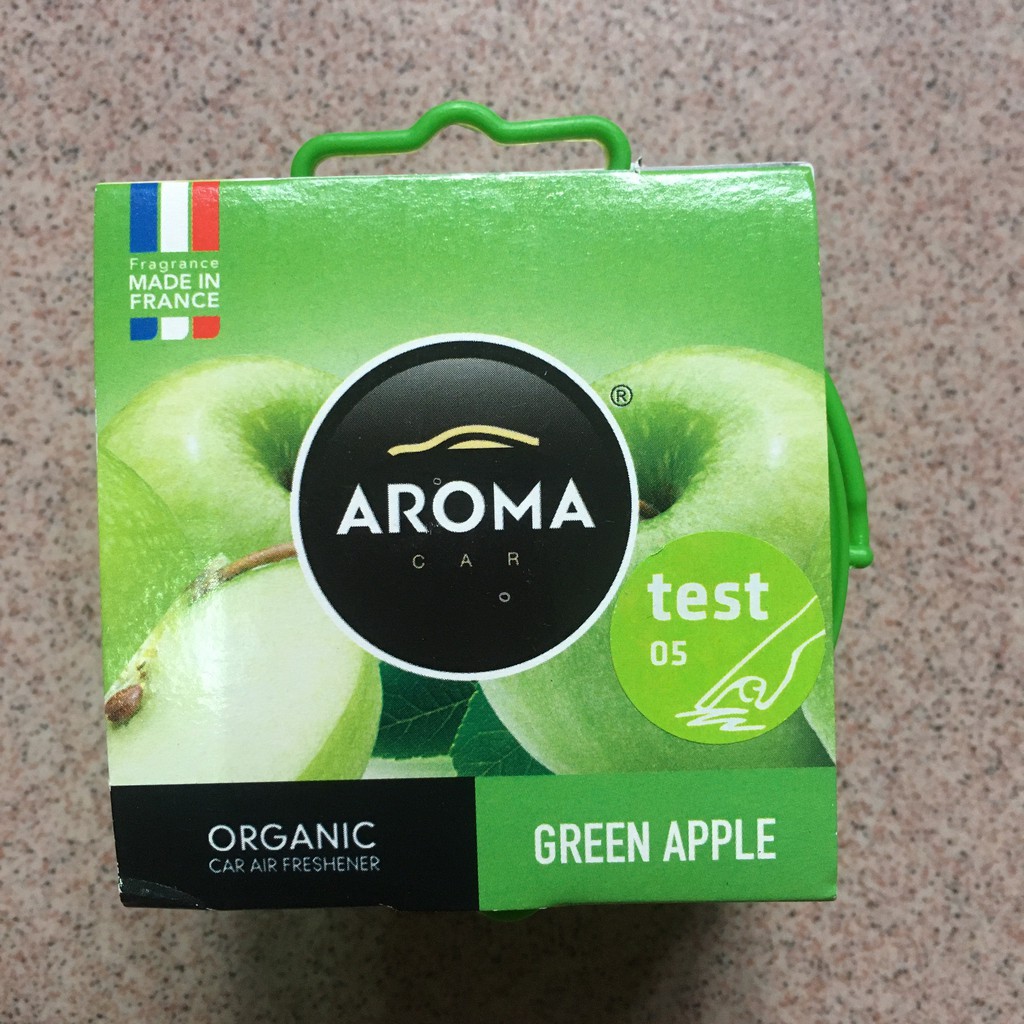 Fragrance
MADE IN
FRANCE
®
AROMA
CAR
test
05
ORGANIC
CAR AIR FRESHENER
GREEN APPLE